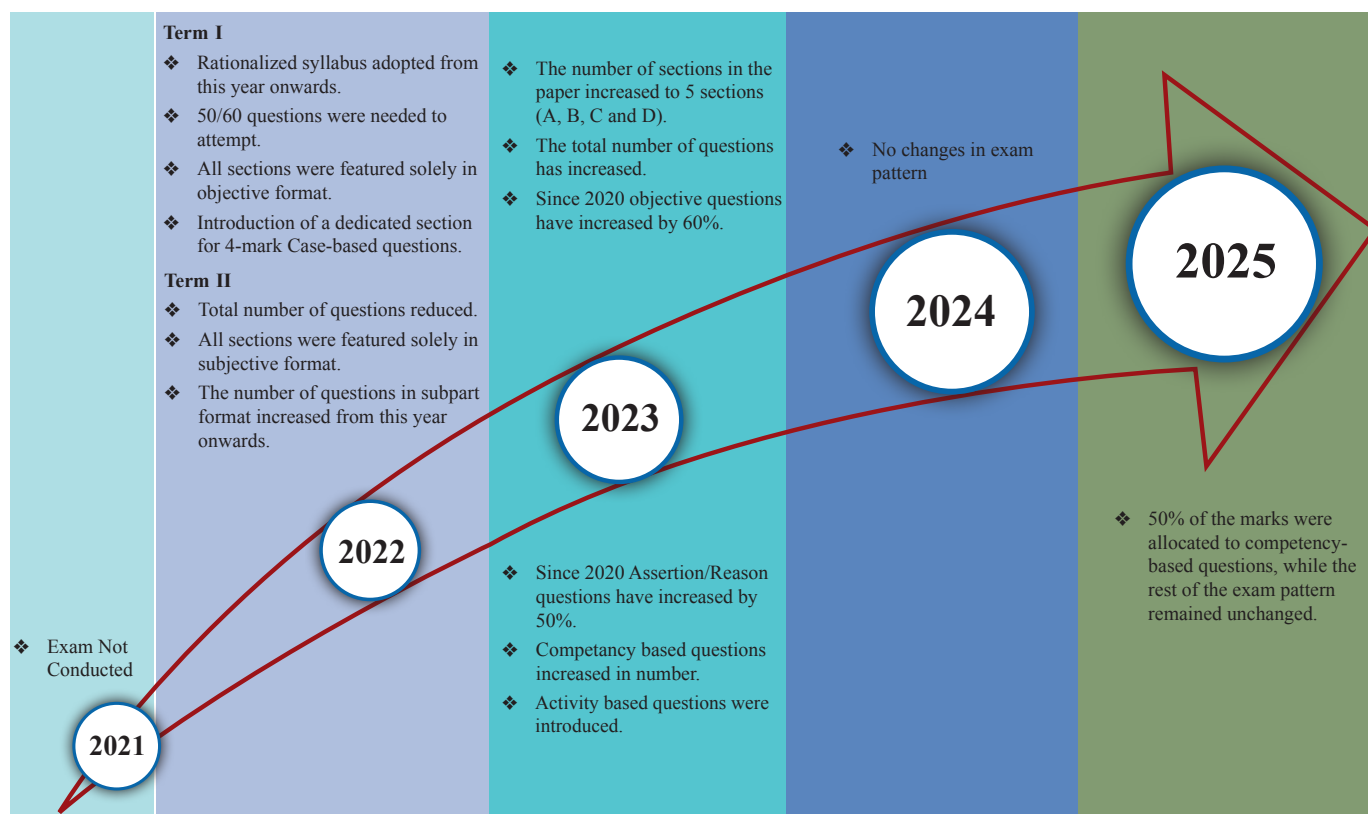 ❖ Exam Not
Conducted
2021
Term I
❖ Rationalized syllabus adopted from
this year onwards.
❖ 50/60 questions were needed to
attempt.
❖ All sections were featured solely in
objective format.
❖ Introduction of a dedicated section
for 4-mark Case-based questions.
Term II
❖ Total number of questions reduced.
❖ All sections were featured solely in
subjective format.
❖ The number of questions in subpart
format increased from this year
onwards.
2022
❖ The number of sections in the
paper increased to 5 sections
(A, B, C and D).
❖ The total number of questions
has increased.
❖ Since 2020 objective questions
have increased by 60%.
2023
❖ Since 2020 Assertion/Reason
questions have increased by
50%.
❖ Competancy based questions
increased in number.
❖ Activity based questions were
introduced.
❖ No changes in exam
pattern
2024
2025
❖ 50% of the marks were
allocated to competency-
based questions, while the
rest of the exam pattern
remained unchanged.